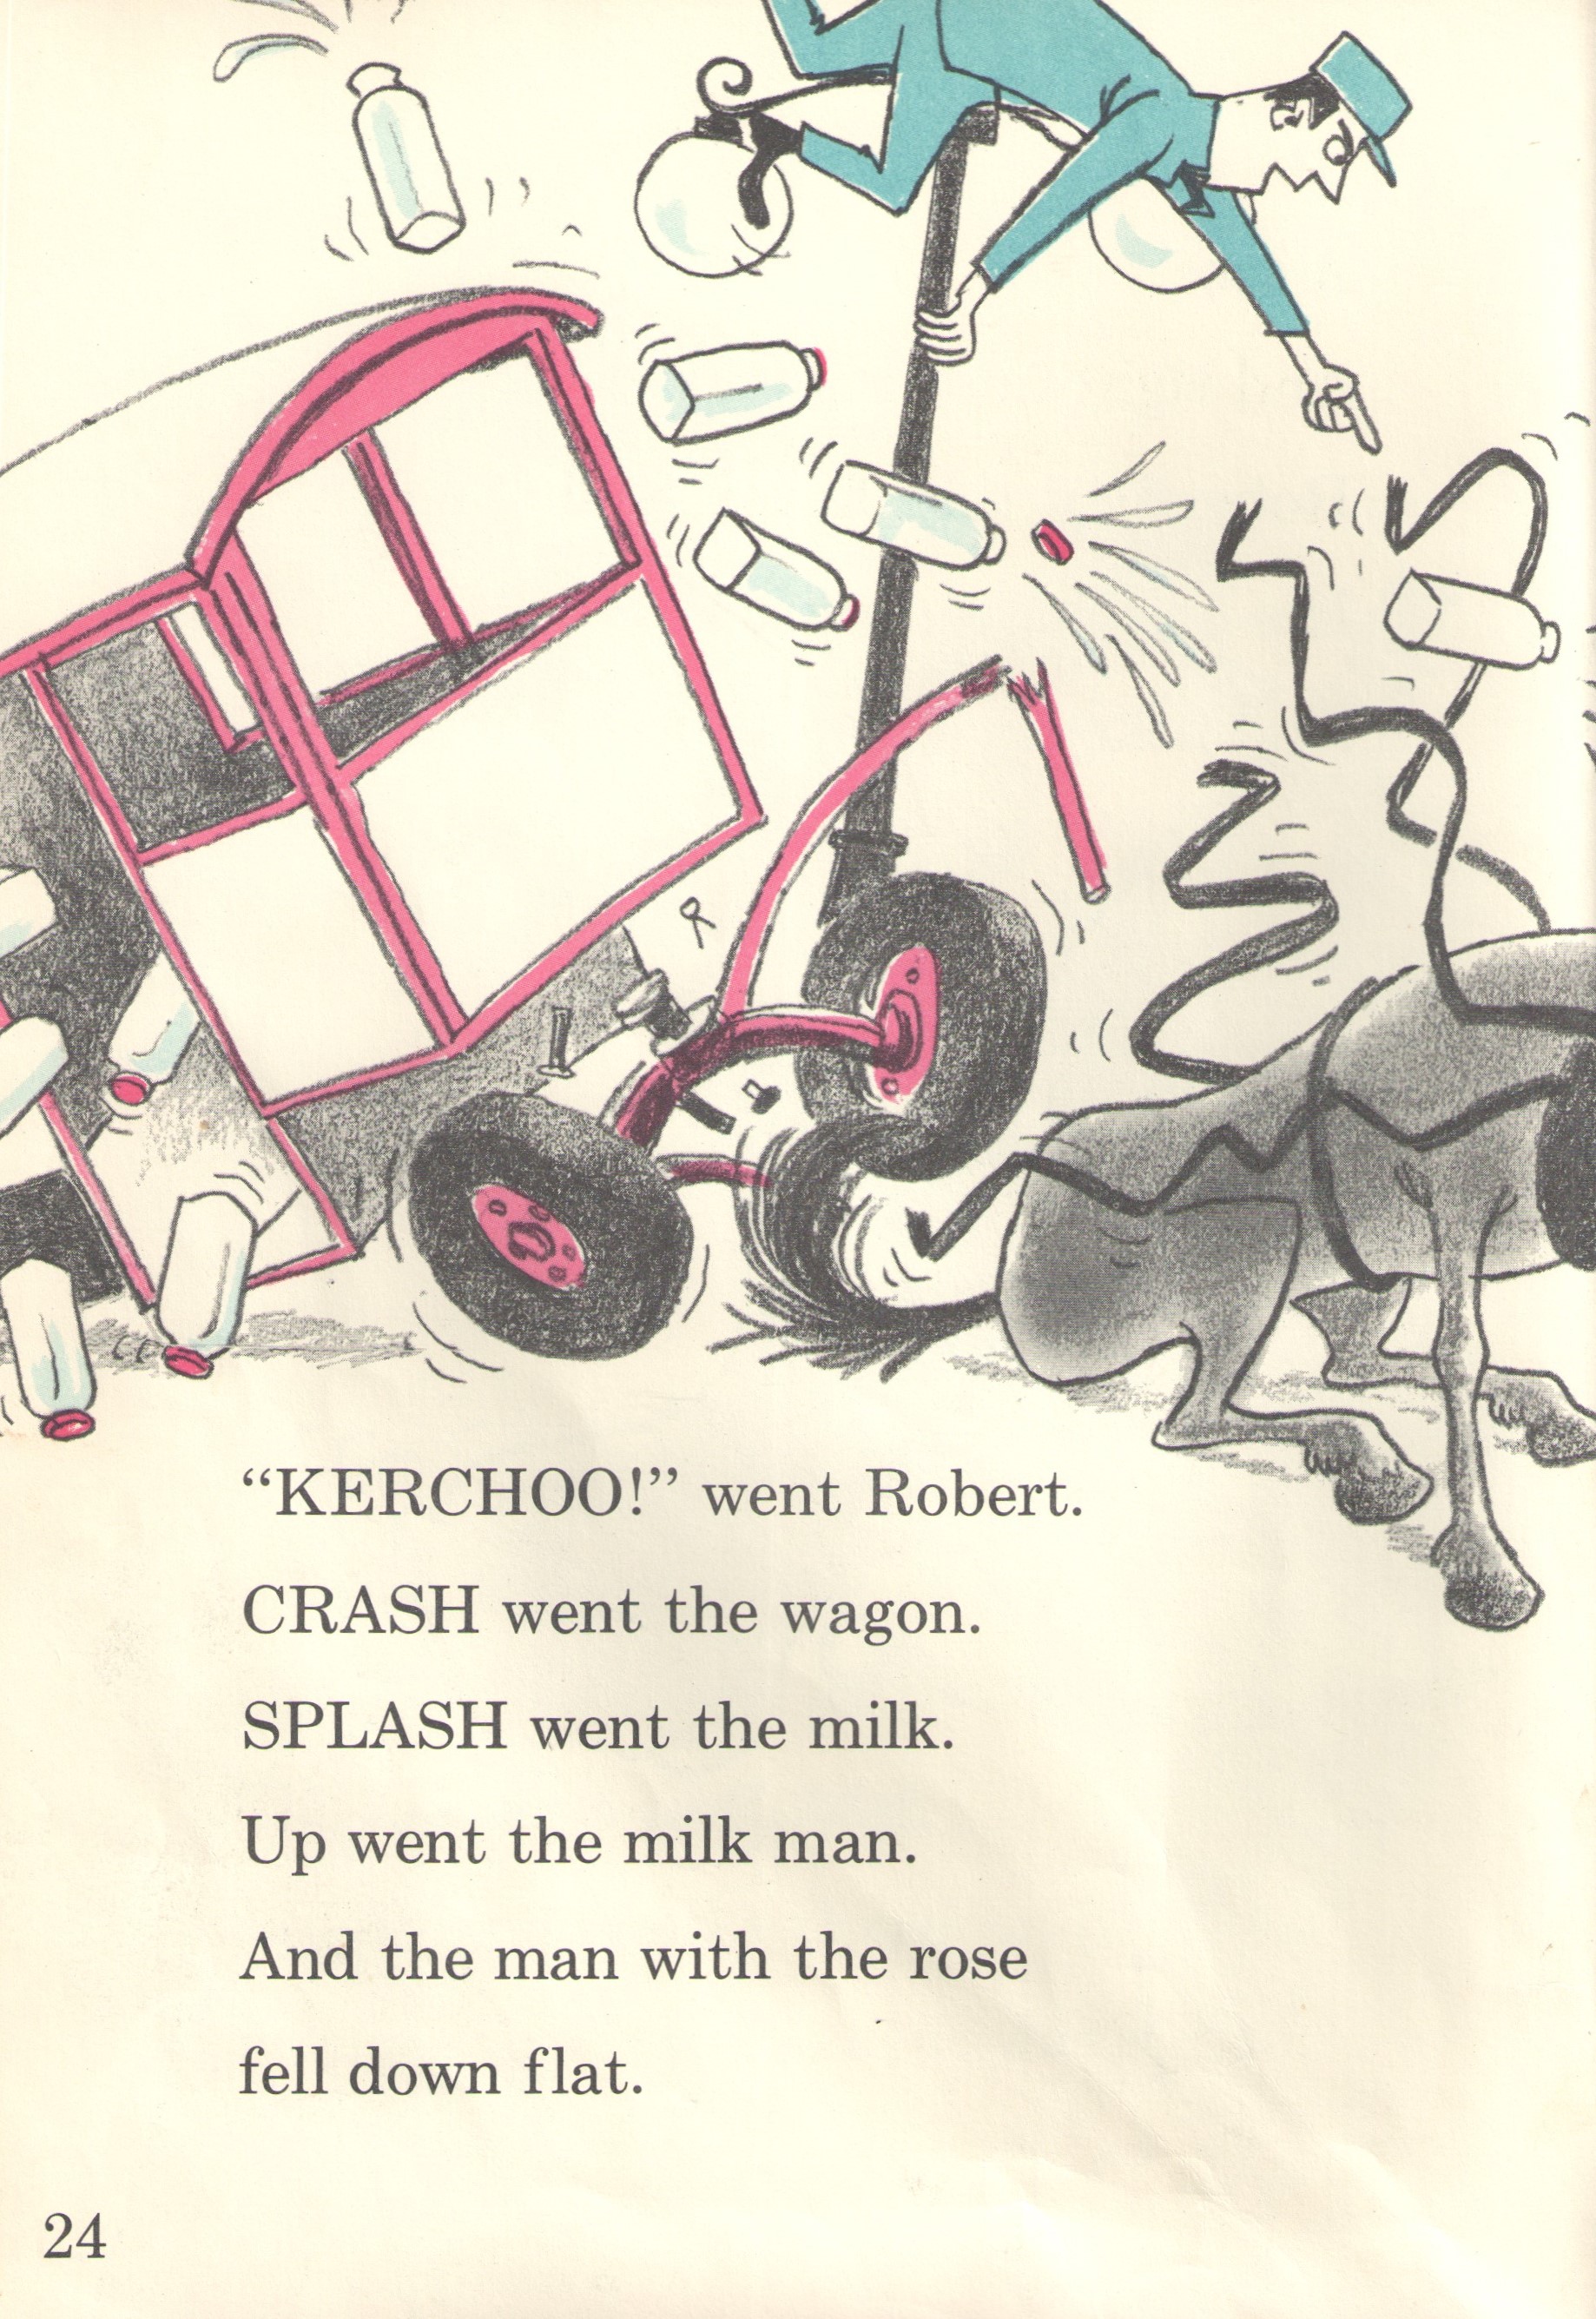 “KERCHOO!” went Robert.
CRASH went the wagon.
SPLASH went the milk.
Up went the milk man.
And the man with the rose
fell down flat.
24